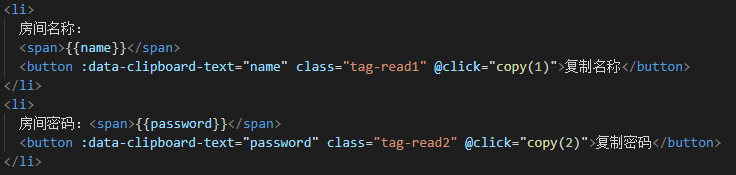 <li>
房间名称：
<span>{{name}}</span>
<button :data-clipboard-text="name" class="tag-read1" @click="copy(1)">复制名称</button>
</li>
<li>
房间密码：<span>{{password}}</span>
<button :data-clipboard-text="password" class="tag-read2" @click="copy(2)">复制密码</button>
</li>